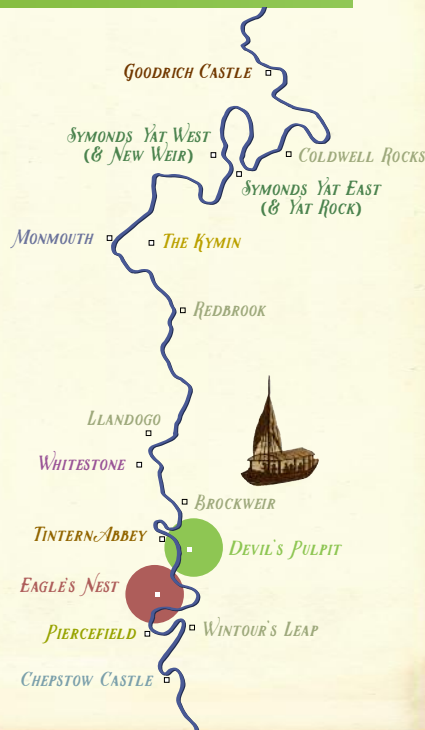 Goodrich Castle
Symonds Yat West
(& New Weir)
Coldwell Rocks
Symonds Yat East
(& Yat Rock)
Monmouth
The Kymin
Redbrook
Llandogo
Whitestone
Brockweir
Tintern Abbey
Devil's Pulpit
Eagle's Nest
Piercefield
Wintour's Leap
Chepstow Castle